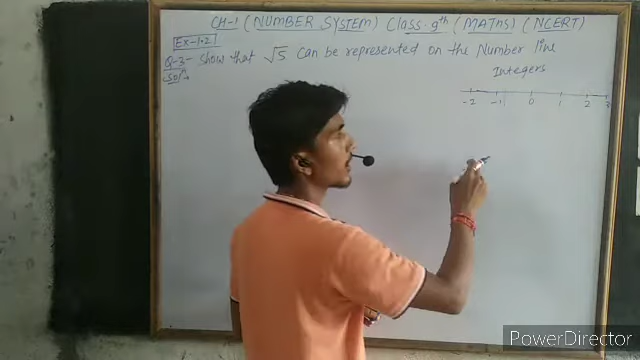 CH-1 (NUMBER SYSTEM) Class 9th (MATHS) (NCERT)
Ex-1.2
Q-3- Show that √5 can be represented on the Number line
Solⁿ
Integers
-2 -1 0 1 2 3
PowerDirector